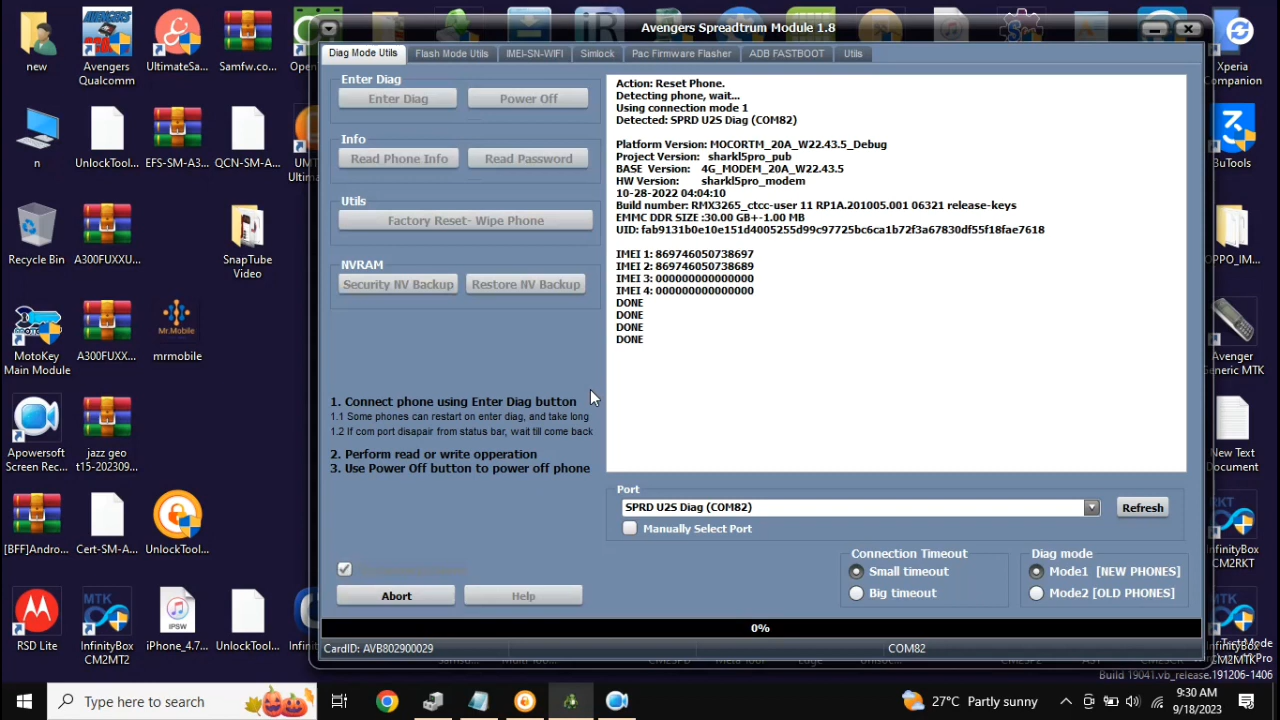 new
Avengers Qualcomm
UltimateSa...
Samfw.co...
Avengers Spreadtrum Module 1.8
Diag Mode Utils
Flash Mode Utils
IMEI-SN-WIFI
Simlock
Pac Firmware Flasher
ADB FASTBOOT
Utils
Xperia Companion
Enter Diag
Enter Diag
Power Off
Info
Read Phone Info
Read Password
Utils
Factory Reset- Wipe Phone
NVRAM
Security NV Backup
Restore NV Backup
Action: Reset Phone.
Detecting phone, wait...
Using connection mode 1
Detected: SPRD U2S Diag (COM82)
Platform Version: MOCORTM_20A_W22.43.5_Debug
Project Version: sharkl5pro_pub
BASE Version: 4G_MODEM_20A_W22.43.5
HW Version: sharkl5pro_modem
10-28-2022 04:04:10
Build number: RMX3265_ctcc-user 11 RP1A.201005.001 06321 release-keys
EMMC DDR SIZE :30.00 GB+-1.00 MB
UID: fab9131b0e10e151d4005255d99c97725bc6ca1b72f3a67830df55f18fae7618
IMEI 1: 869746050738697
IMEI 2: 869746050738689
IMEI 3: 000000000000000
IMEI 4: 000000000000000
DONE
DONE
DONE
DONE
n
UnlockTool...
EFS-SM-A3...
QCN-SM-A...
UMT
Ultima
BuTools
Recycle Bin
A300FUXXU...
SnapTube Video
OPPO_IM...
MotoKey Main Module
A300FUXX...
mrmobile
Avenger Generic MTK
1. Connect phone using Enter Diag button
1.1 Some phones can restart on enter diag, and take long
1.2 If com port disapair from status bar, wait till come back
2. Perform read or write opperation
3. Use Power Off button to power off phone
Apowersoft Screen Rec...
jazz geo t15-202309...
New Text Document
Port
SPRD U2S Diag (COM82)
Refresh
Manually Select Port
Connection Timeout
Small timeout
Big timeout
Diag mode
Mode1 [NEW PHONES]
Mode2 [OLD PHONES]
Abort
Help
[BFF]Andro...
Cert-SM-A...
UnlockTool...
InfinityBox CM2RKT
RSD Lite
InfinityBox CM2MT2
iPhone_4.7...
UnlockTool...
0%
CardID: AVB802900029
COM82
Build 19041.vb_release.191206-1406
Type here to search
27°C Partly sunny
9:30 AM
9/18/2023